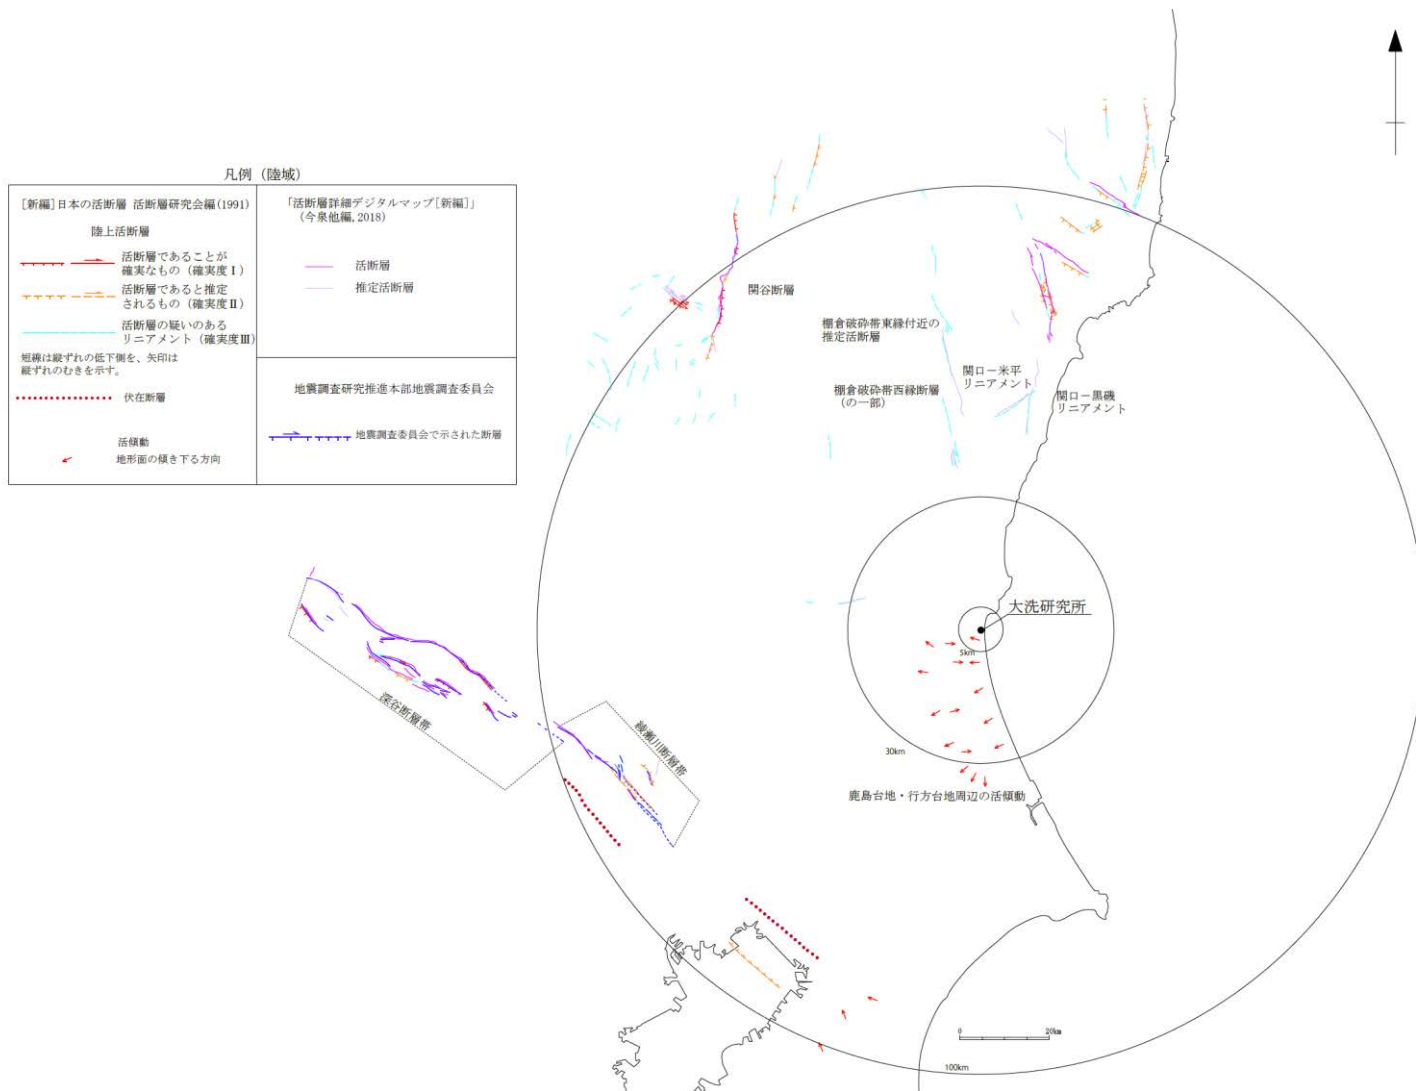 凡例（陸域）
[新編]日本の活断層 活断層研究会編(1991)
陸上活断層
活断層であることが
確実なもの（確実度Ⅰ）
活断層であると推定
されるもの（確実度Ⅱ）
活断層の疑いのある
リニアメント（確実度Ⅲ）
短線は縦ずれの低下側を、矢印は
縦ずれのむきを示す。
伏在断層
活傾動
地形面の傾き下る方向
「活断層詳細デジタルマップ[新編]」
（今泉他編,2018）
活断層
推定活断層
地震調査研究推進本部地震調査委員会
地震調査委員会で示された断層
関谷断層
棚倉破砕帯東縁付近の
推定活断層
関口－米平
リニアメント
棚倉破砕帯西縁断層
（の一部）
関口－黒磯
リニアメント
大洗研究所
5km
30km
鹿島台地・行方台地周辺の活傾動
深谷断層帯
綾瀬川断層帯
0
20km
100km